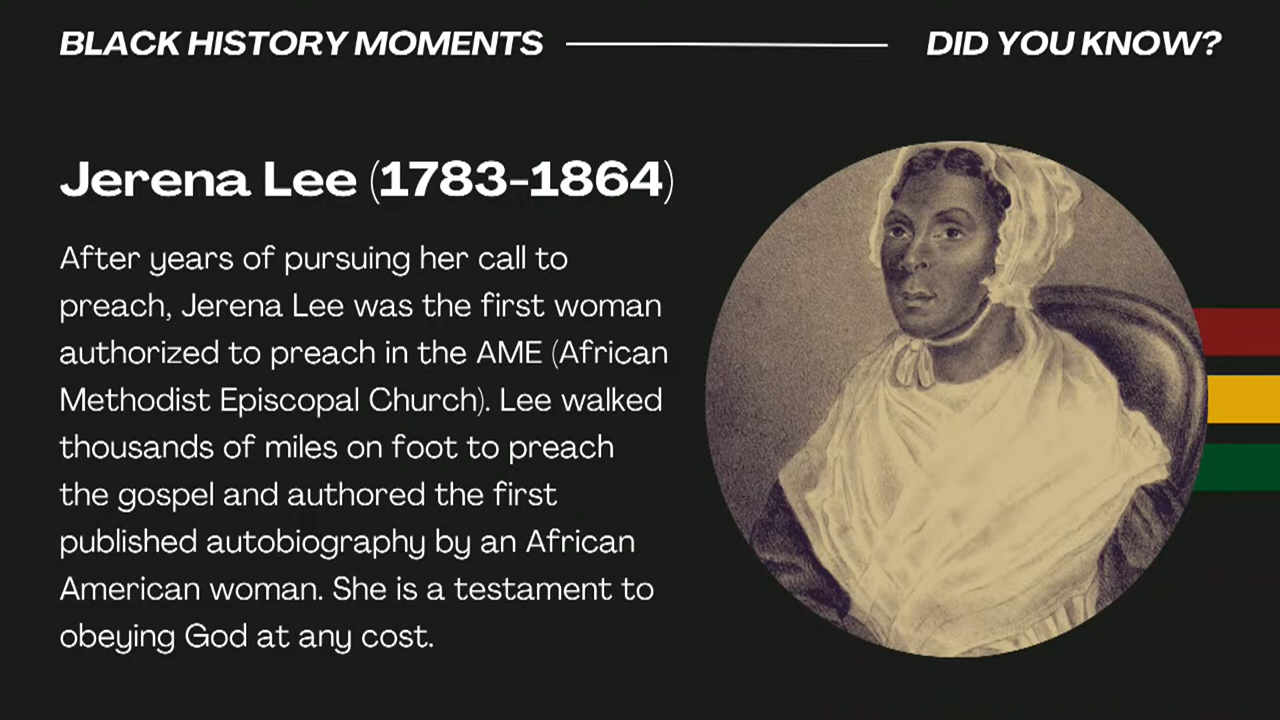 BLACK HISTORY MOMENTS DID YOU KNOW?
Jerena Lee (1783-1864)
After years of pursuing her call to
preach, Jerena Lee was the first woman
authorized to preach in the AME (African
Methodist Episcopal Church). Lee walked
thousands of miles on foot to preach
the gospel and authored the first
published autobiography by an African
American woman. She is a testament to
obeying God at any cost.